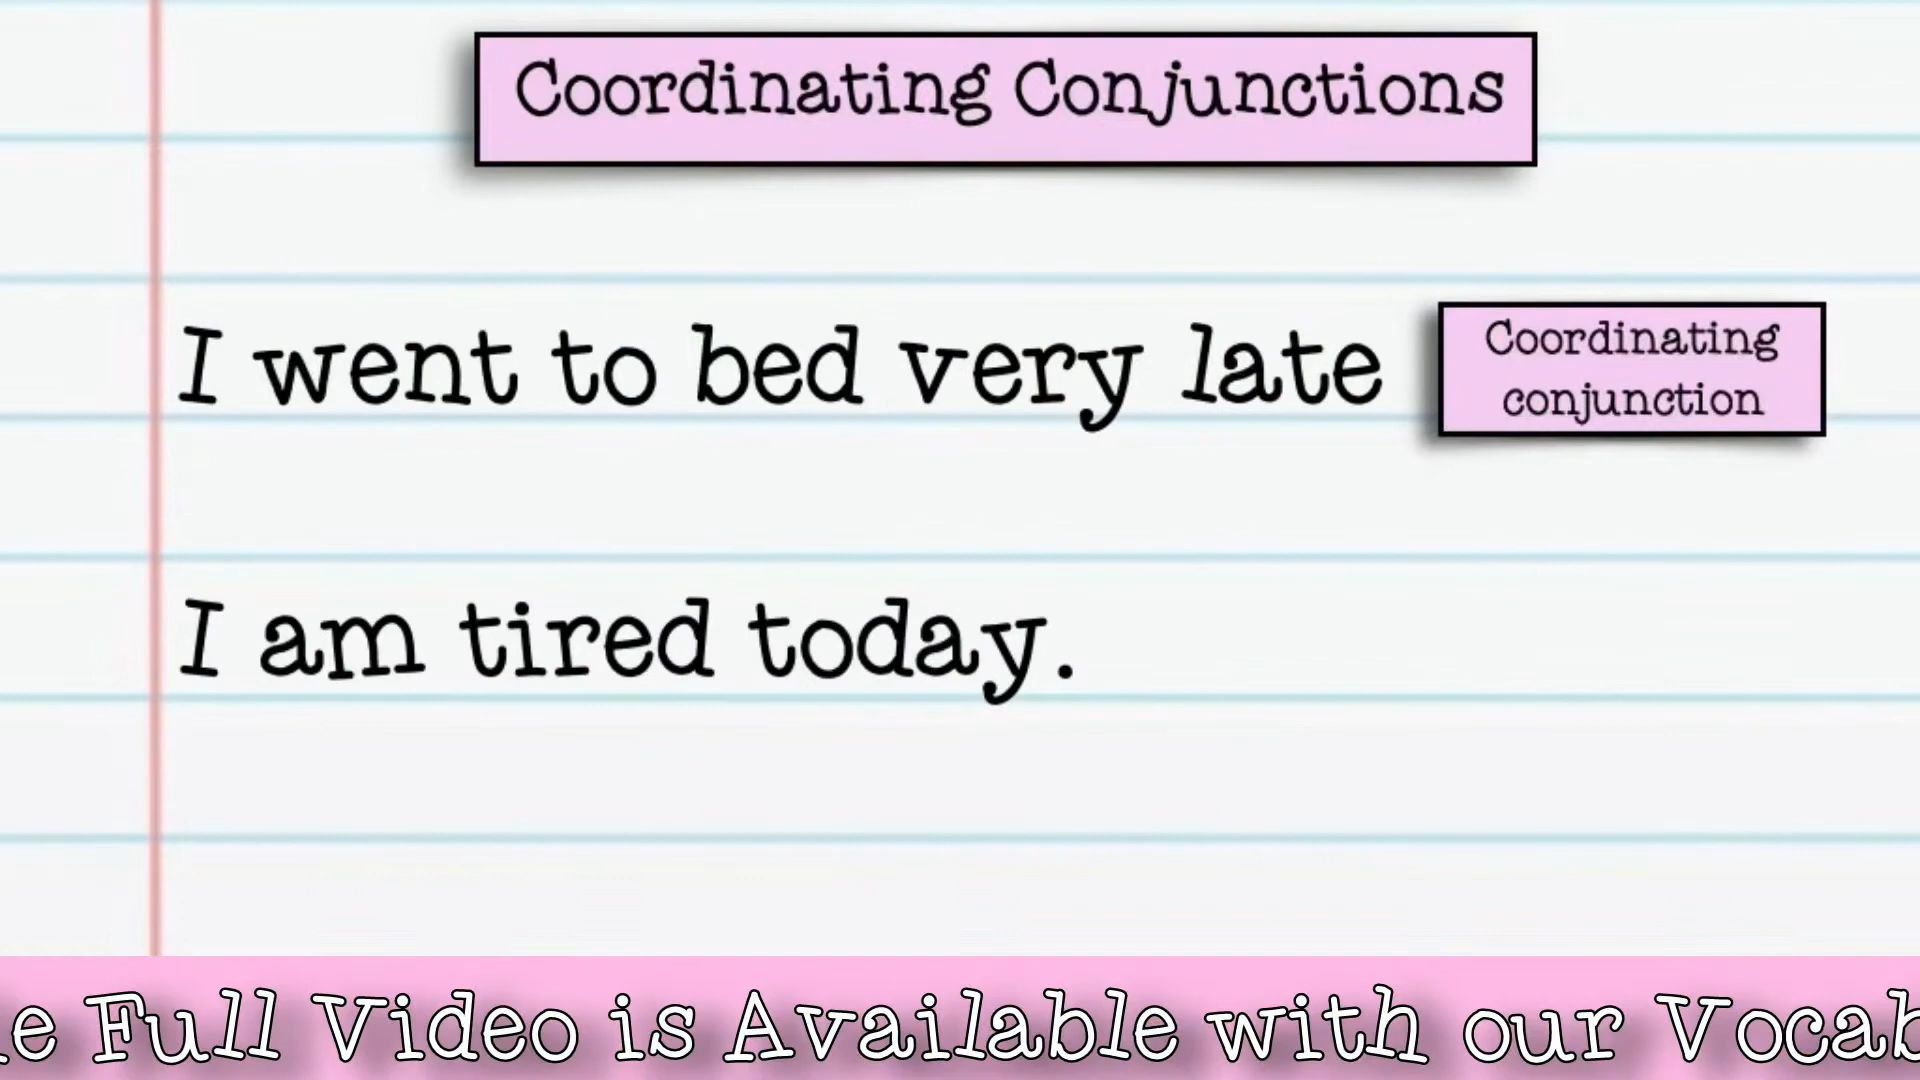 Coordinating Conjunctions
I went to bed very late
Coordinating
conjunction
I am tired today.
Full Video is Available with our